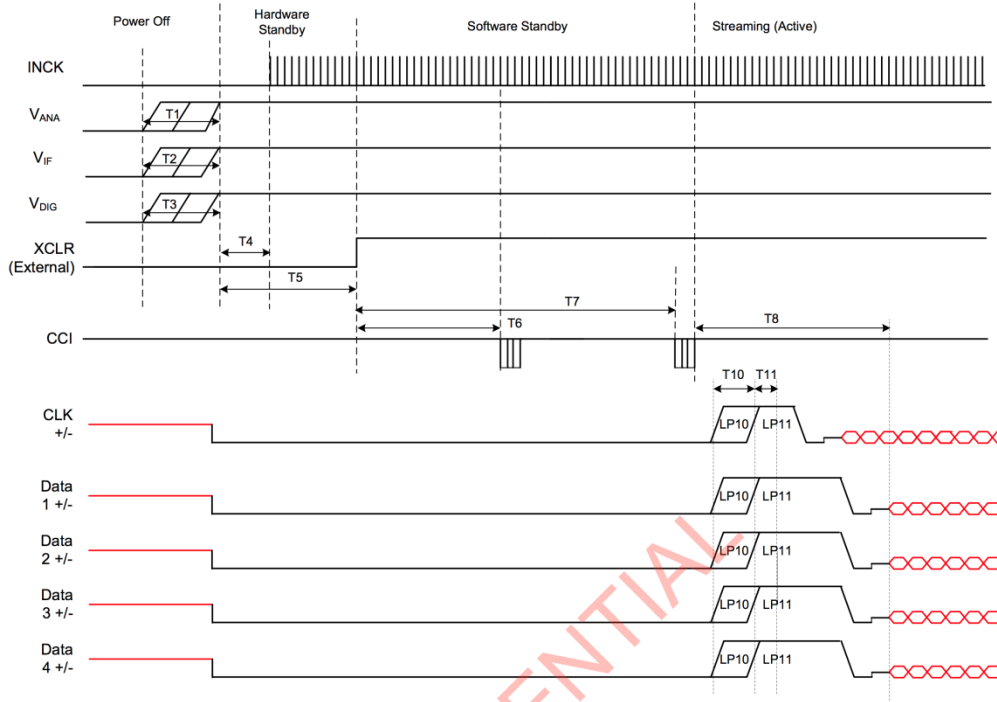 Power Off
Hardware
Standby
Software Standby
Streaming (Active)
INCK
VANA
T1
VIF
T2
VDIG
T3
XCLR
(External)
T4
T5
T7
T6
T8
CCI
T10
T11
CLK
+/-
LP10
LP11
Data
1 +/-
LP10
LP11
Data
2 +/-
LP10
LP11
Data
3 +/-
LP10
LP11
Data
4 +/-
LP10
LP11
ENTIAL